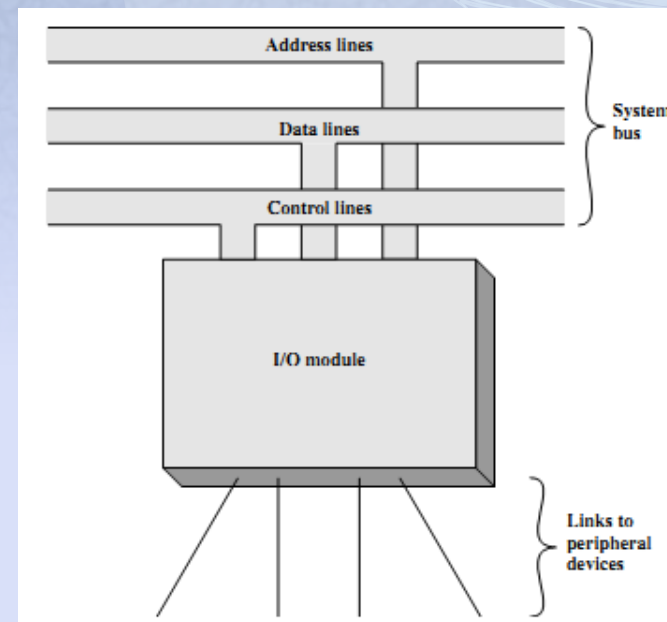 Address lines
System
bus
Data lines
Control lines
I/O module
Links to
peripheral
devices